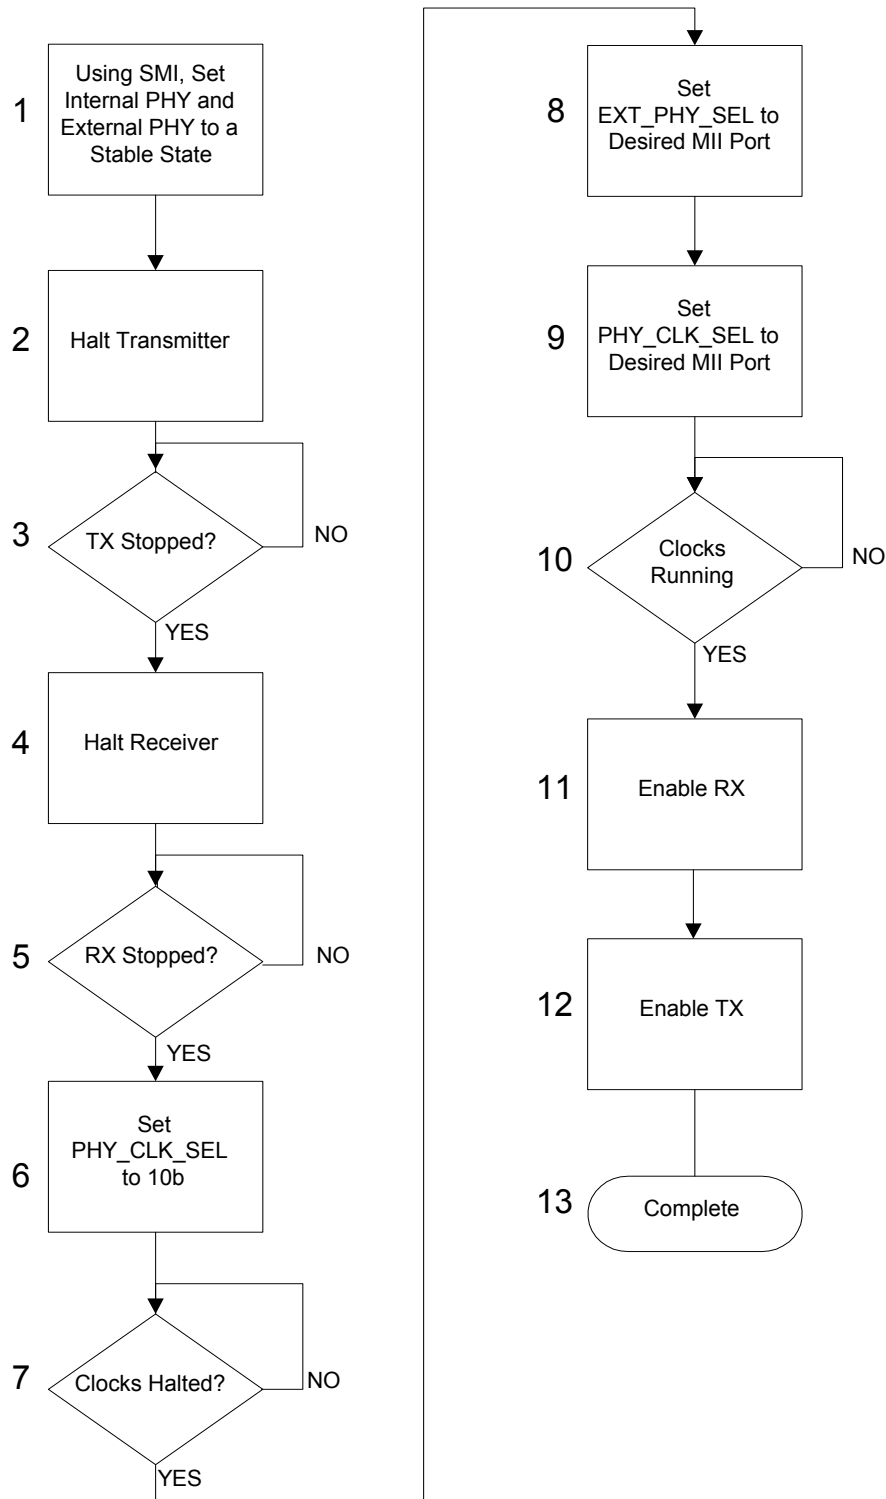 1
Using SMI, Set
Internal PHY and
External PHY to a
Stable State
2
Halt Transmitter
3
TX Stopped?
NO
YES
4
Halt Receiver
5
RX Stopped?
NO
YES
6
Set
PHY_CLK_SEL
to 10b
7
Clocks Halted?
NO
YES
8
Set
EXT_PHY_SEL to
Desired MII Port
9
Set
PHY_CLK_SEL to
Desired MII Port
10
Clocks
Running
NO
YES
11
Enable RX
12
Enable TX
13
Complete